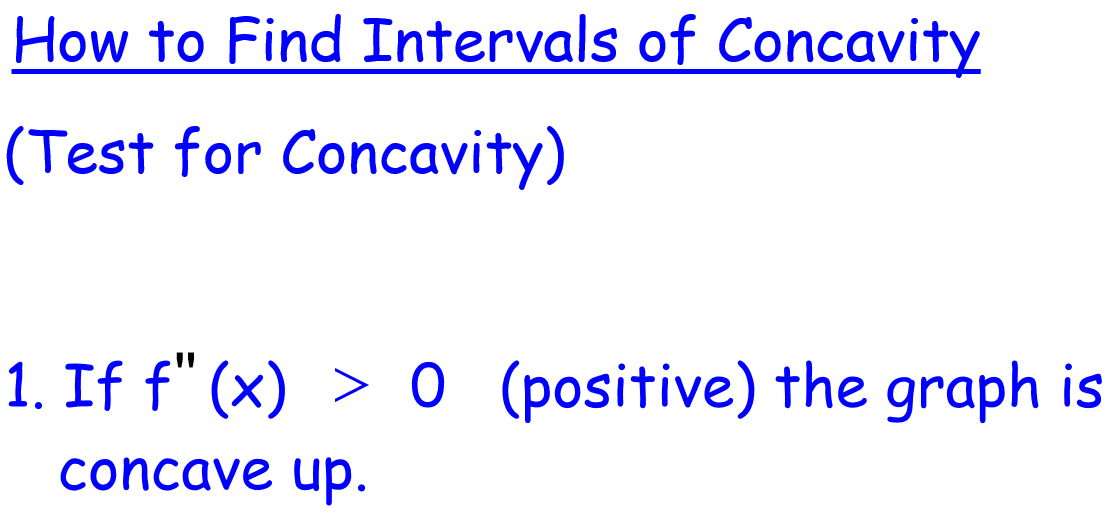 How to Find Intervals of Concavity
(Test for Concavity)
1. If f"(x) > 0 (positive) the graph is
concave up.